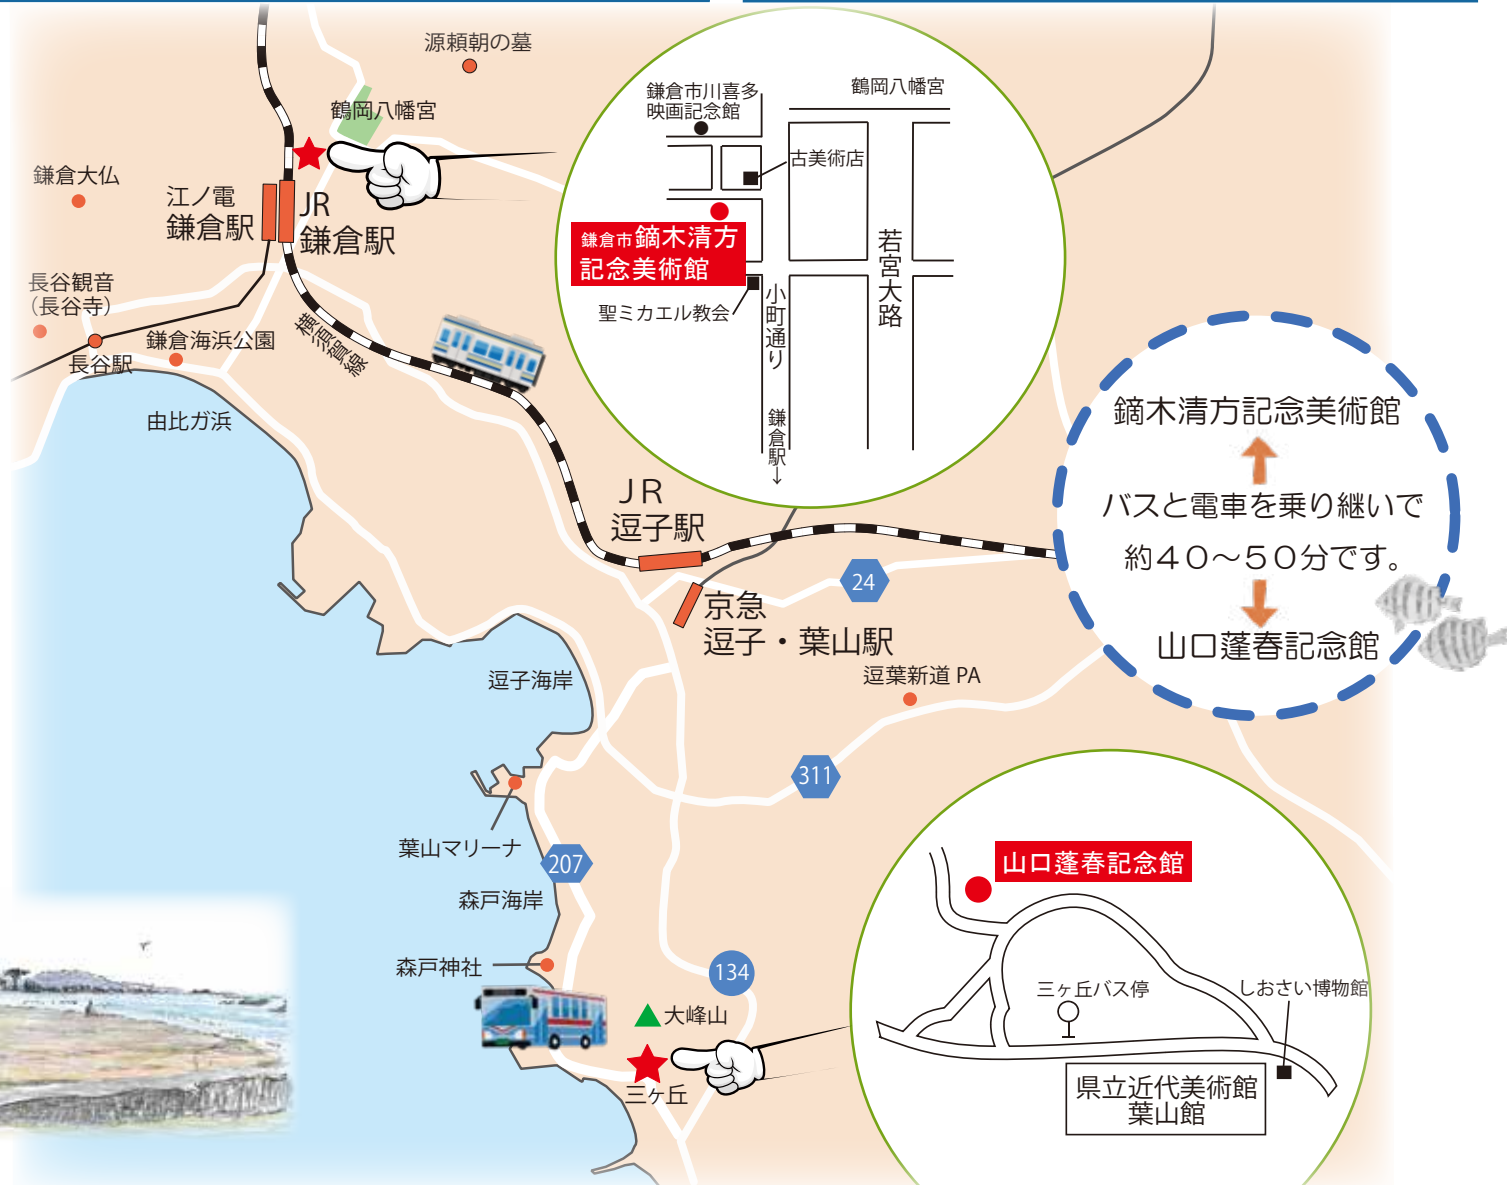 源頼朝の墓
鶴岡八幡宮
鎌倉大仏
江ノ電
鎌倉駅
JR
鎌倉駅
長谷観音
（長谷寺）
長谷駅
鎌倉海浜公園
横須賀線
由比ガ浜
鎌倉市川喜多
映画記念館
鶴岡八幡宮
古美術店
鎌倉市鏑木清方
記念美術館
聖ミカエル教会
小町通り
若宮大路
鎌倉駅→
鏑木清方記念美術館
バスと電車を乗り継いで
約４０～５０分です。
山口蓬春記念館
ＪＲ
逗子駅
京急
逗子・葉山駅
24
逗子海岸
逗葉新道 PA
311
葉山マリーナ
207
森戸海岸
森戸神社
134
大峰山
三ヶ丘
山口蓬春記念館
三ヶ丘バス停
しおさい博物館
県立近代美術館
葉山館